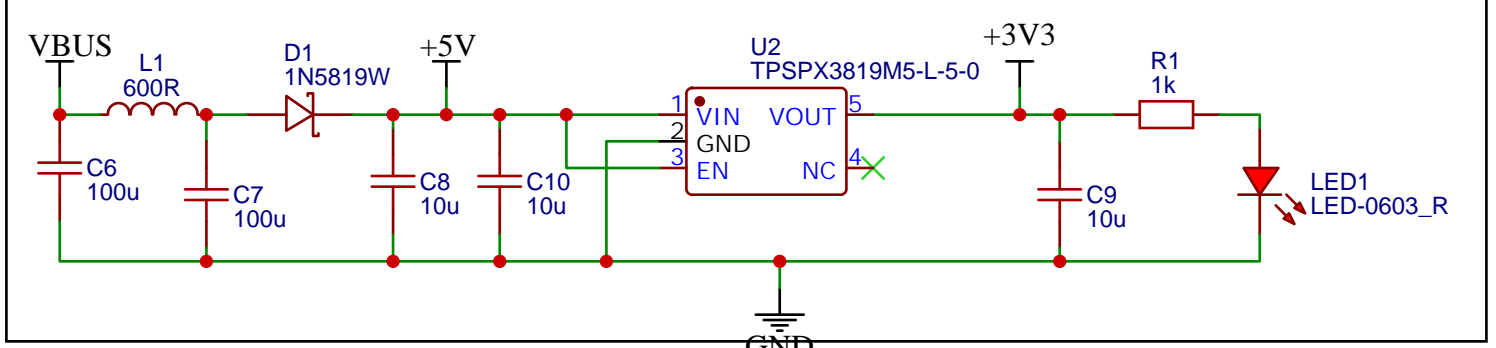 VBUS
L1
600R
D1
1N5819W
+5V
U2
TPSPX3819M5-L-5-0
+3V3
R1
1k
1
VIN
VOUT
5
2
GND
3
EN
NC
4
C6
100u
C7
100u
C8
10u
C10
10u
C9
10u
LED1
LED-0603_R
GND